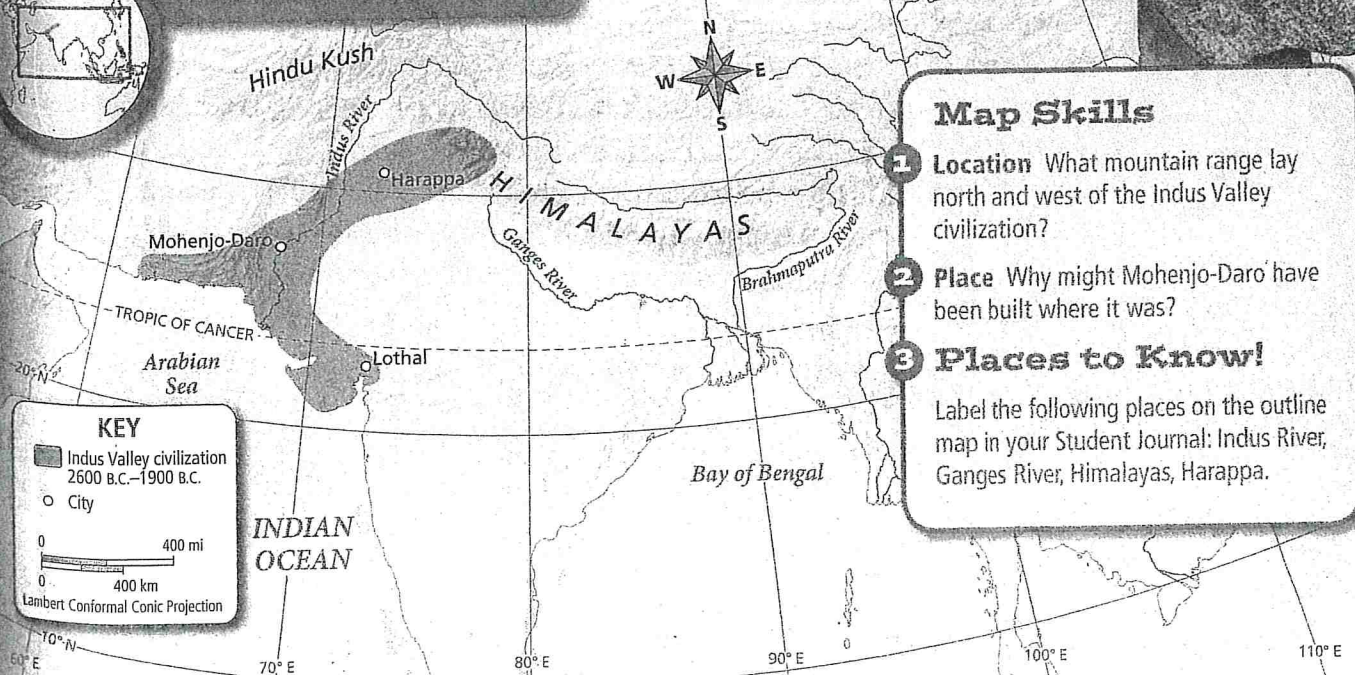 Hindu Kush
N
W
E
S
Indus River
Harappa
HIMALAYAS
Mohenjo-Daro
Ganges River
Brahmaputra River
TROPIC OF CANCER
Lothal
Arabian
Sea
20°N
KEY
Indus Valley civilization
2600 B.C.–1900 B.C.
City
0
400 mi
0
400 km
Lambert Conformal Conic Projection
INDIAN
OCEAN
Bay of Bengal
10°N
60°E
70°E
80°E
90°E
100°E
110°E
Map Skills
1 Location What mountain range lay
north and west of the Indus Valley
civilization?
2 Place Why might Mohenjo-Daro have
been built where it was?
3 Places to Know!
Label the following places on the outline
map in your Student Journal: Indus River,
Ganges River, Himalayas, Harappa.